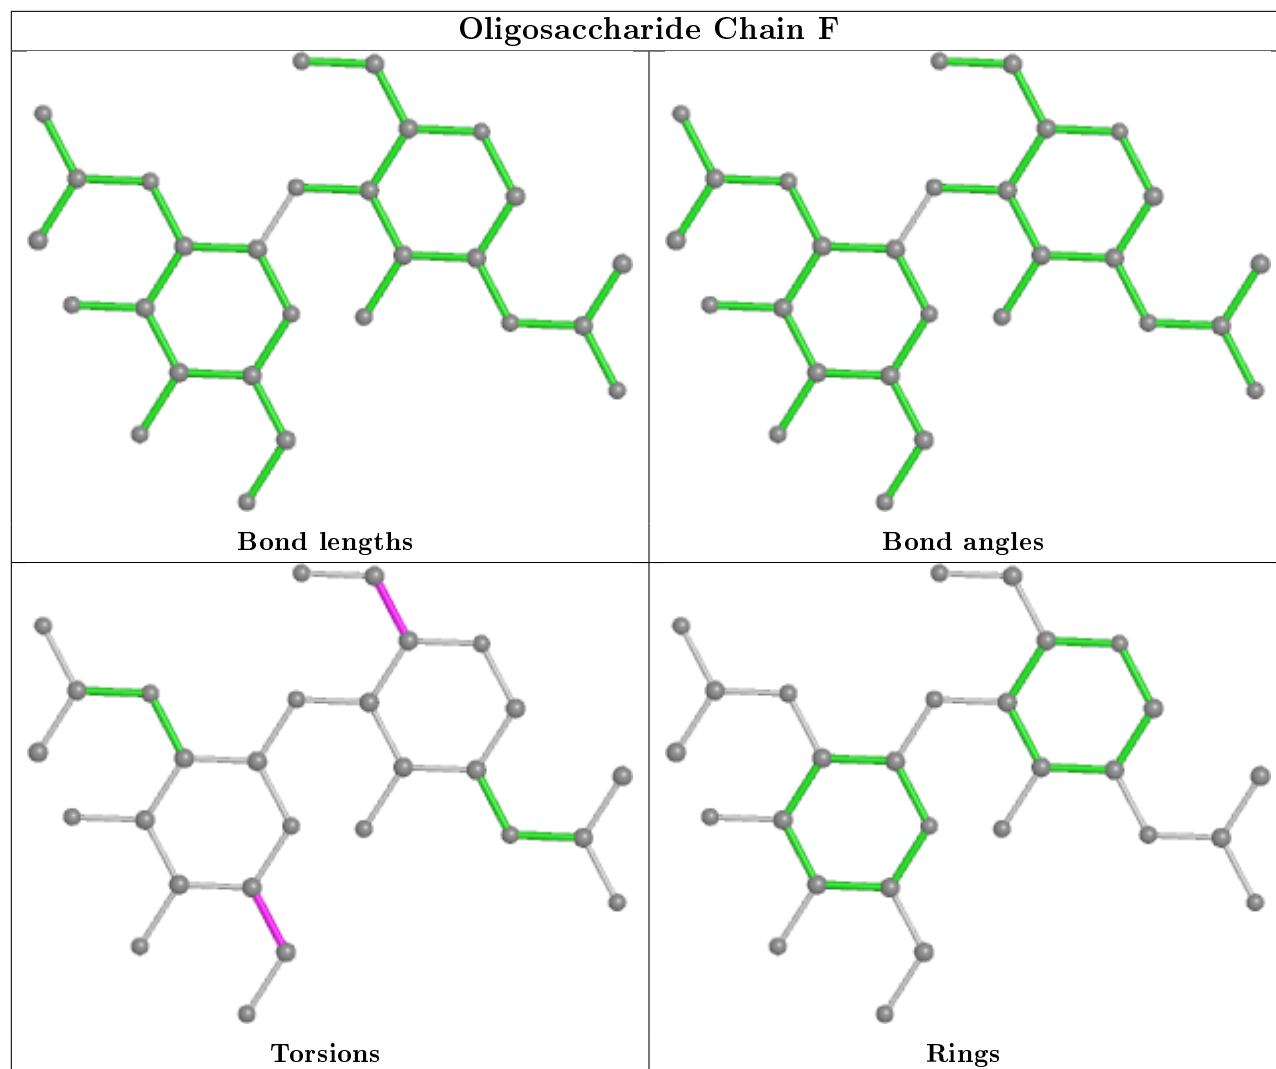 Oligosaccharide Chain F
Bond lengths
Bond angles
Torsions
Rings